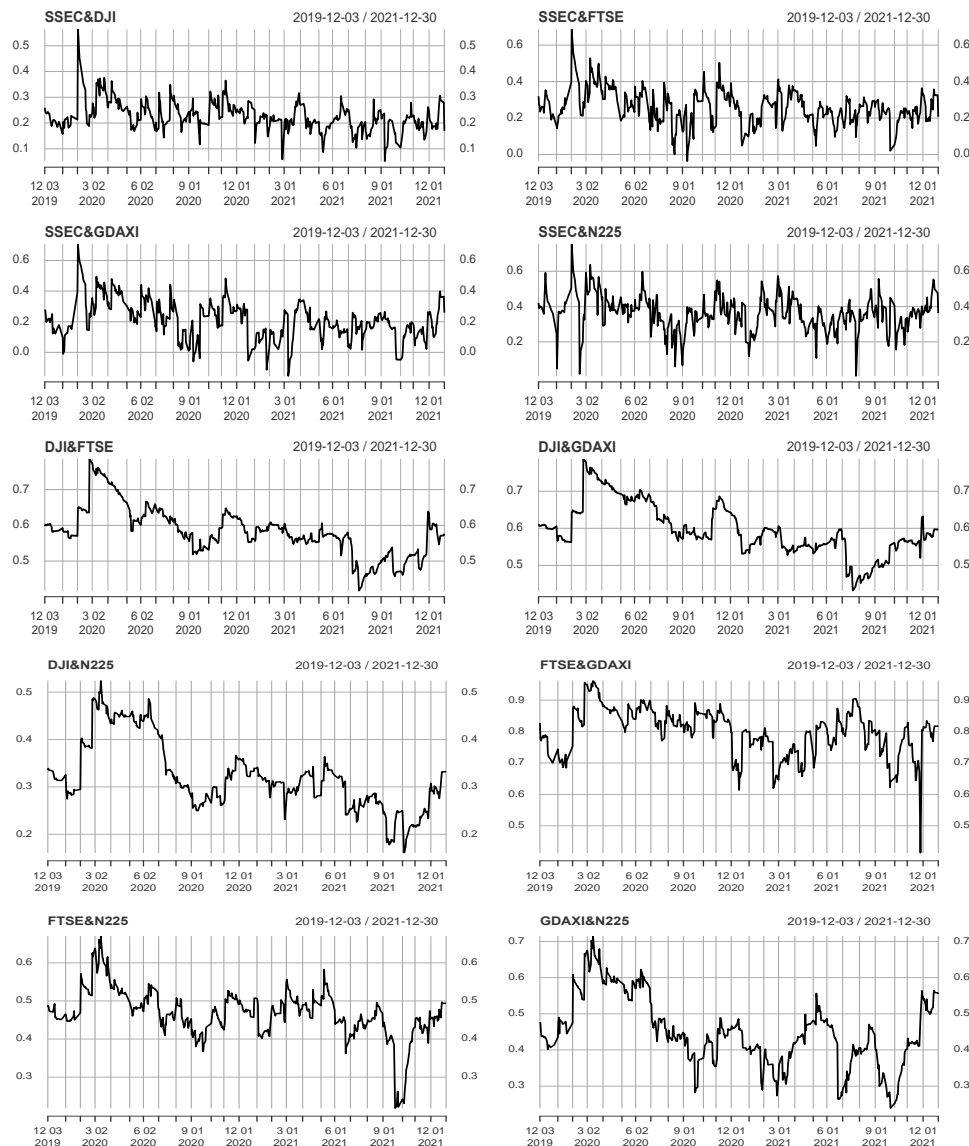 SSEC&DJI 2019-12-03 / 2021-12-30
0.5 0.5
0.4 0.4
0.3 0.3
0.2 0.2
0.1 0.1
12 03 3 02 6 02 9 01 12 01 3 01 6 01 9 01 12 01
2019 2020 2020 2020 2020 2021 2021 2021 2021
SSEC&FTSE 2019-12-03 / 2021-12-30
0.6 0.6
0.4 0.4
0.2 0.2
0.0 0.0
12 03 3 02 6 02 9 01 12 01 3 01 6 01 9 01 12 01
2019 2020 2020 2020 2020 2021 2021 2021 2021
SSEC&GDAXI 2019-12-03 / 2021-12-30
0.6 0.6
0.4 0.4
0.2 0.2
0.0 0.0
12 03 3 02 6 02 9 01 12 01 3 01 6 01 9 01 12 01
2019 2020 2020 2020 2020 2021 2021 2021 2021
SSEC&N225 2019-12-03 / 2021-12-30
0.6 0.6
0.4 0.4
0.2 0.2
12 03 3 02 6 02 9 01 12 01 3 01 6 01 9 01 12 01
2019 2020 2020 2020 2020 2021 2021 2021 2021
DJI&FTSE 2019-12-03 / 2021-12-30
0.7 0.7
0.6 0.6
0.5 0.5
12 03 3 02 6 02 9 01 12 01 3 01 6 01 9 01 12 01
2019 2020 2020 2020 2020 2021 2021 2021 2021
DJI&GDAXI 2019-12-03 / 2021-12-30
0.7 0.7
0.6 0.6
0.5 0.5
12 03 3 02 6 02 9 01 12 01 3 01 6 01 9 01 12 01
2019 2020 2020 2020 2020 2021 2021 2021 2021
DJI&N225 2019-12-03 / 2021-12-30
0.5 0.5
0.4 0.4
0.3 0.3
0.2 0.2
12 03 3 02 6 02 9 01 12 01 3 01 6 01 9 01 12 01
2019 2020 2020 2020 2020 2021 2021 2021 2021
FTSE&GDAXI 2019-12-03 / 2021-12-30
0.9 0.9
0.8 0.8
0.7 0.7
0.6 0.6
0.5 0.5
12 03 3 02 6 02 9 01 12 01 3 01 6 01 9 01 12 01
2019 2020 2020 2020 2020 2021 2021 2021 2021
FTSE&N225 2019-12-03 / 2021-12-30
0.6 0.6
0.5 0.5
0.4 0.4
0.3 0.3
12 03 3 02 6 02 9 01 12 01 3 01 6 01 9 01 12 01
2019 2020 2020 2020 2020 2021 2021 2021 2021
GDAXI&N225 2019-12-03 / 2021-12-30
0.7 0.7
0.6 0.6
0.5 0.5
0.4 0.4
0.3 0.3
12 03 3 02 6 02 9 01 12 01 3 01 6 01 9 01 12 01
2019 2020 2020 2020 2020 2021 2021 2021 2021